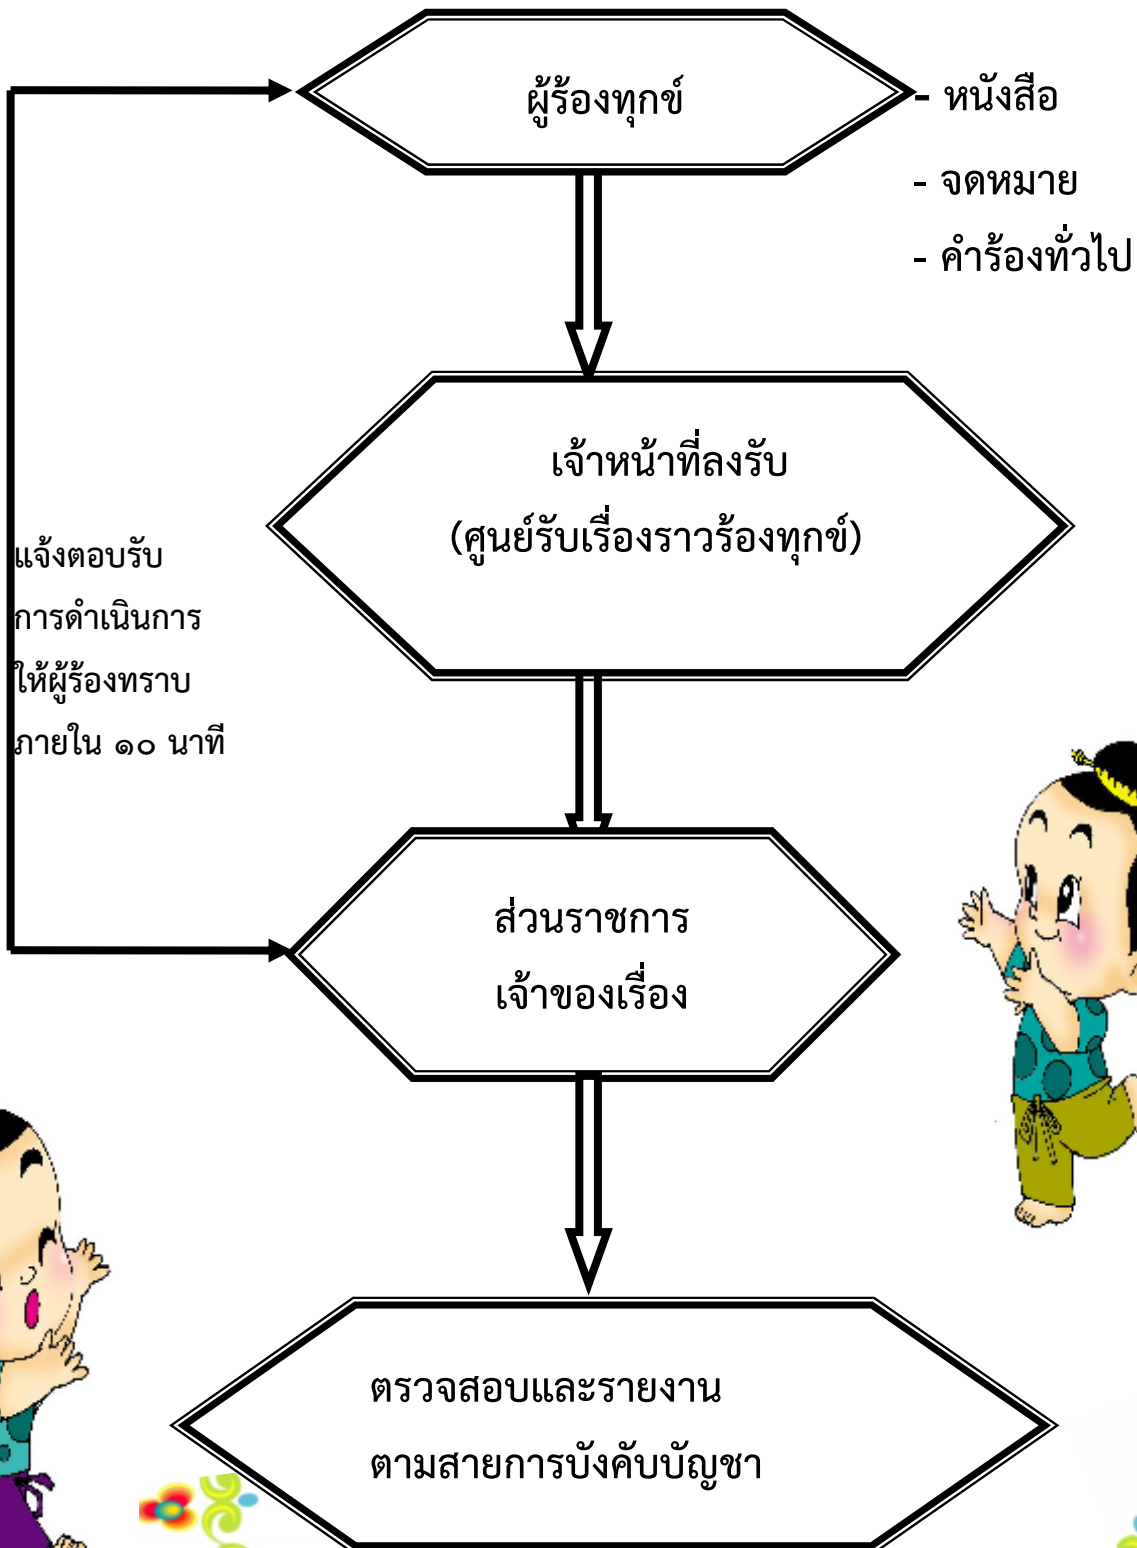 ผู้ร้องทุกข์
- หนังสือ
- จดหมาย
- คำร้องทั่วไป
เจ้าหน้าที่ลงรับ
(ศูนย์รับเรื่องราวร้องทุกข์)
แจ้งตอบรับ
การดำเนินการ
ให้ผู้ร้องทราบ
ภายใน ๑๐ นาที
ส่วนราชการ
เจ้าของเรื่อง
ตรวจสอบและรายงาน
ตามสายการบังคับบัญชา